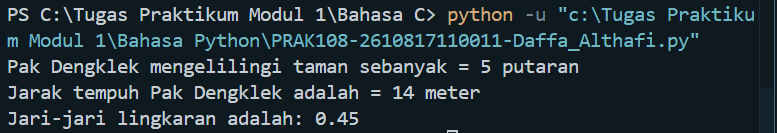 PS C:\Tugas Praktikum Modul 1\Bahasa C> python -u "c:\Tugas Praktiku
m Modul 1\Bahasa Python\PRAK108-2610817110011-Daffa_Althafi.py"
Pak Dengklek mengelilingi taman sebanyak = 5 putaran
Jarak tempuh Pak Dengklek adalah = 14 meter
Jari-jari lingkaran adalah: 0.45